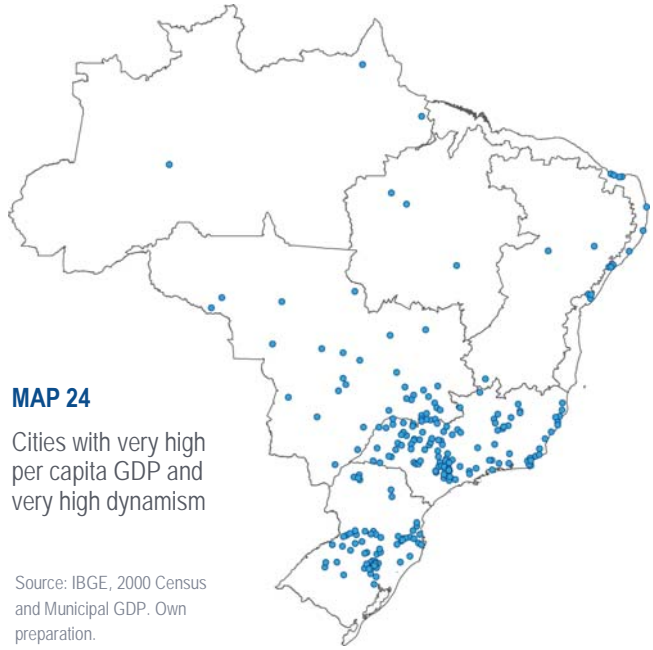 MAP 24
Cities with very high
per capita GDP and
very high dynamism
Source: IBGE, 2000 Census
and Municipal GDP. Own
preparation.